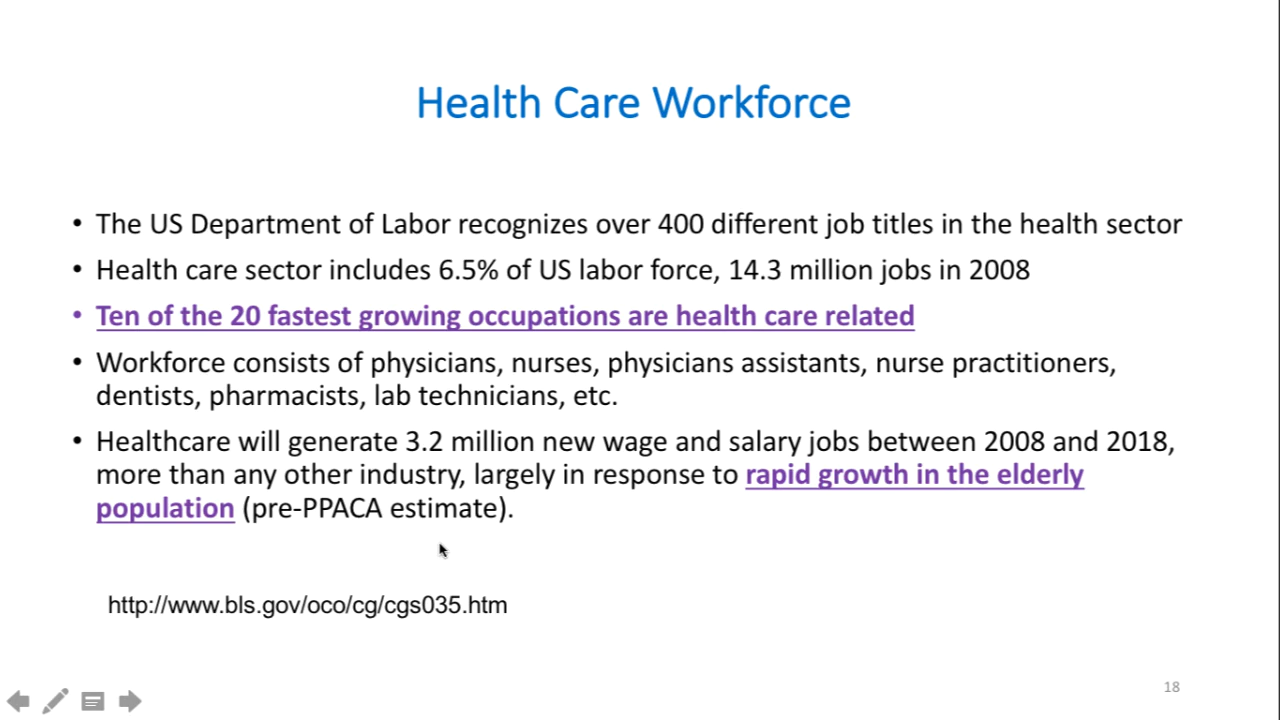 Health Care Workforce
• The US Department of Labor recognizes over 400 different job titles in the health sector
• Health care sector includes 6.5% of US labor force, 14.3 million jobs in 2008
• Ten of the 20 fastest growing occupations are health care related
• Workforce consists of physicians, nurses, physicians assistants, nurse practitioners,
dentists, pharmacists, lab technicians, etc.
• Healthcare will generate 3.2 million new wage and salary jobs between 2008 and 2018,
more than any other industry, largely in response to rapid growth in the elderly
population (pre-PPACA estimate).
http://www.bls.gov/oco/cg/cgs035.htm
18